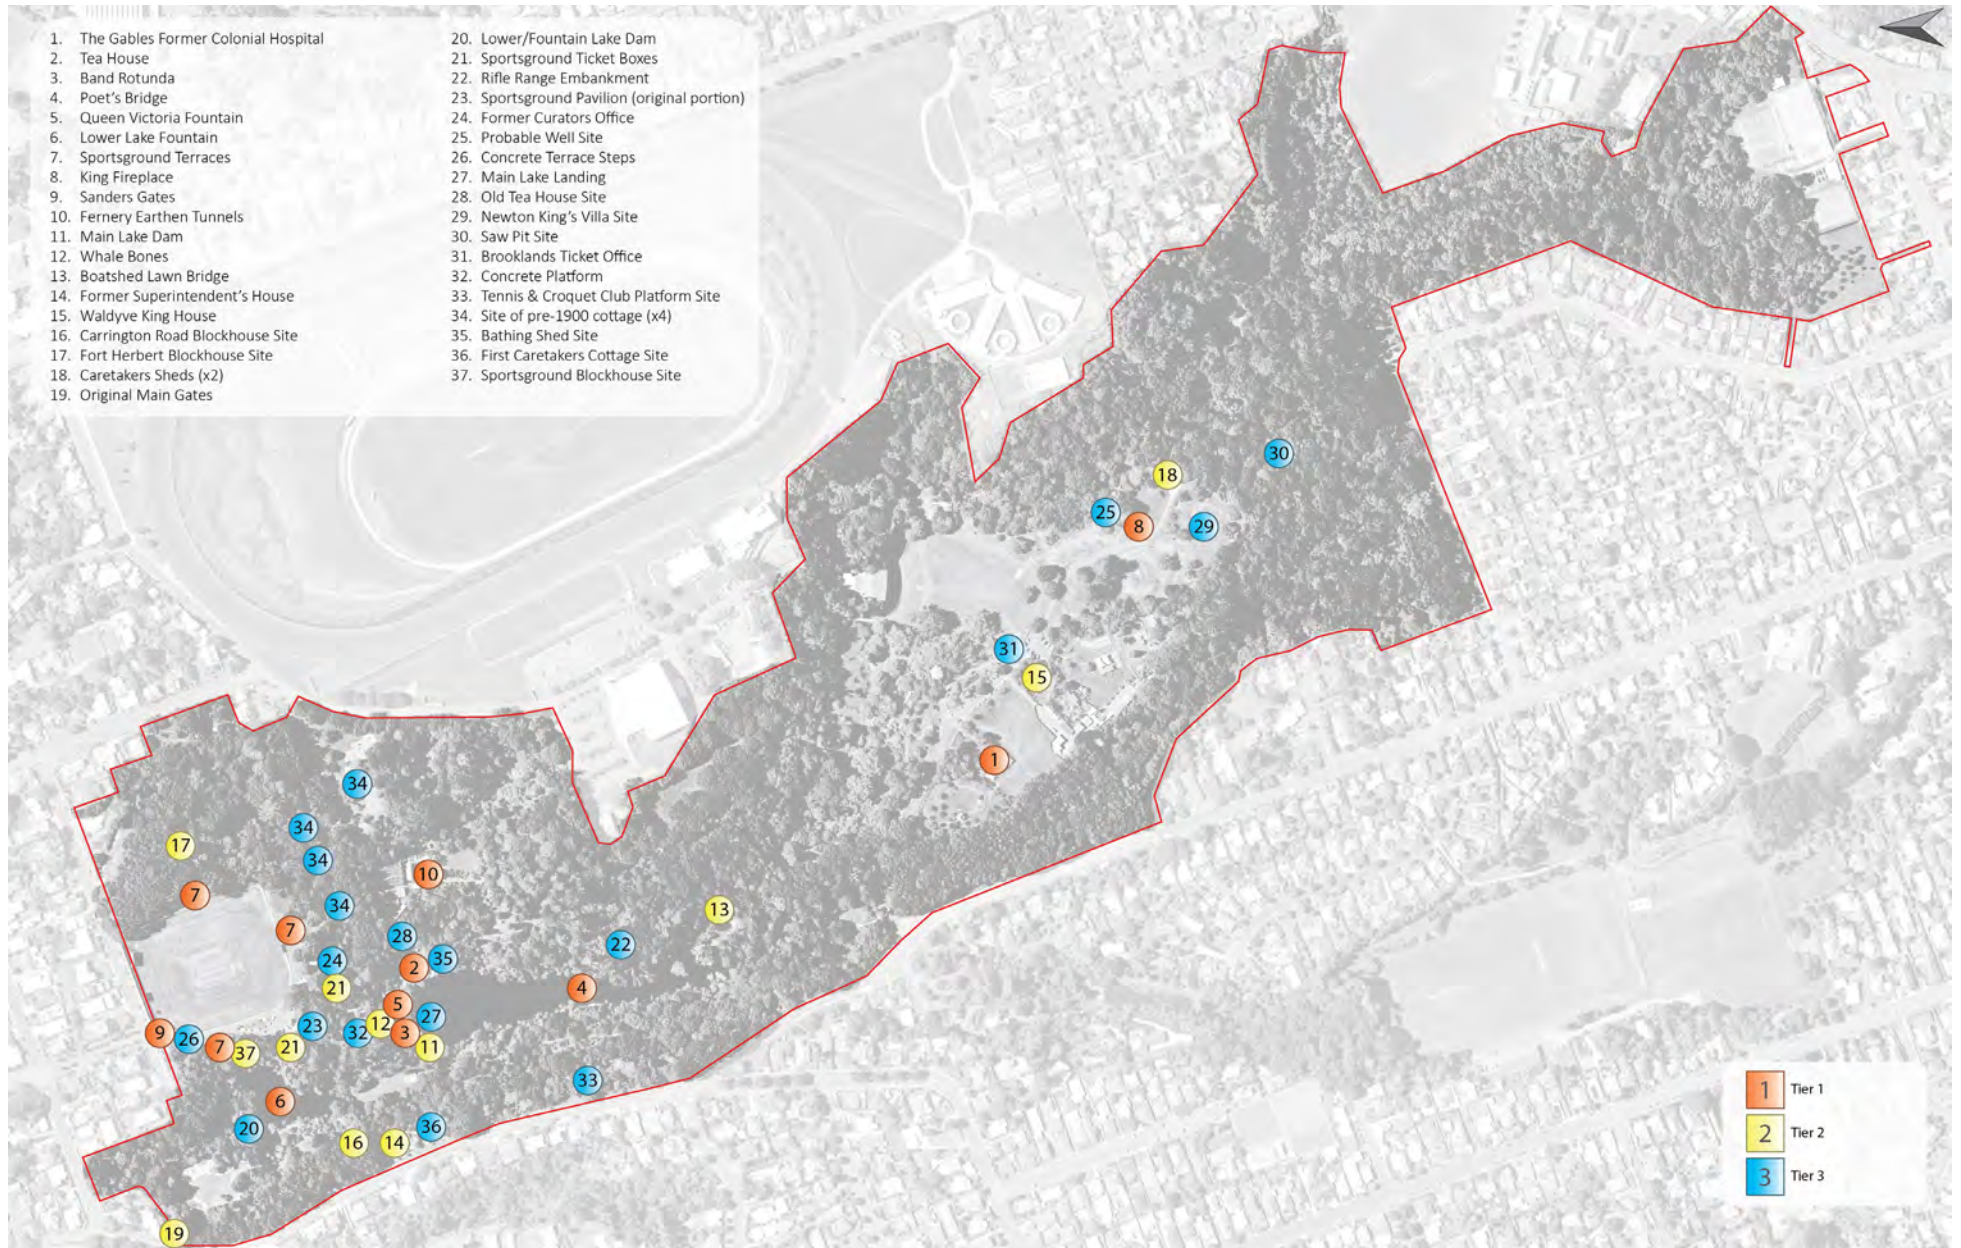 1. The Gables Former Colonial Hospital
2. Tea House
3. Band Rotunda
4. Poet's Bridge
5. Queen Victoria Fountain
6. Lower Lake Fountain
7. Sportsground Terraces
8. King Fireplace
9. Sanders Gates
10. Fernery Earthen Tunnels
11. Main Lake Dam
12. Whale Bones
13. Boatshed Lawn Bridge
14. Former Superintendent's House
15. Waldyve King House
16. Carrington Road Blockhouse Site
17. Fort Herbert Blockhouse Site
18. Caretakers Sheds (x2)
19. Original Main Gates
20. Lower/Fountain Lake Dam
21. Sportsground Ticket Boxes
22. Rifle Range Embankment
23. Sportsground Pavilion (original portion)
24. Former Curators Office
25. Probable Well Site
26. Concrete Terrace Steps
27. Main Lake Landing
28. Old Tea House Site
29. Newton King's Villa Site
30. Saw Pit Site
31. Brooklands Ticket Office
32. Concrete Platform
33. Tennis & Croquet Club Platform Site
34. Site of pre-1900 cottage (x4)
35. Bathing Shed Site
36. First Caretakers Cottage Site
37. Sportsground Blockhouse Site
30
18
25
8
29
31
15
1
34
34
17
34
10
7
34
13
7
28
22
24
35
2
21
4
5
27
12
23
9
32
3
26
7
21
11
37
33
6
36
20
16
14
19
1 Tier 1
2 Tier 2
3 Tier 3